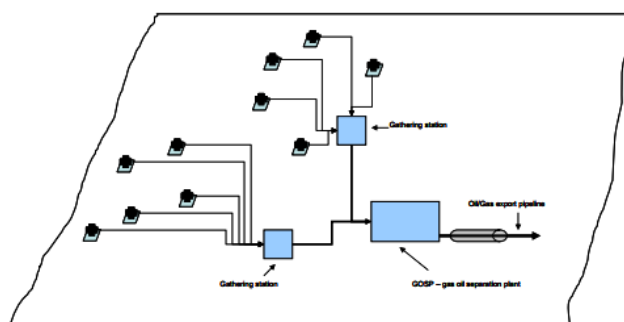 Gathering station
Oil/Gas export pipeline
Gathering station
GOSP – gas oil separation plant